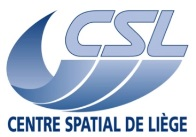 CSL
CENTRE SPATIAL DE LIÈGE